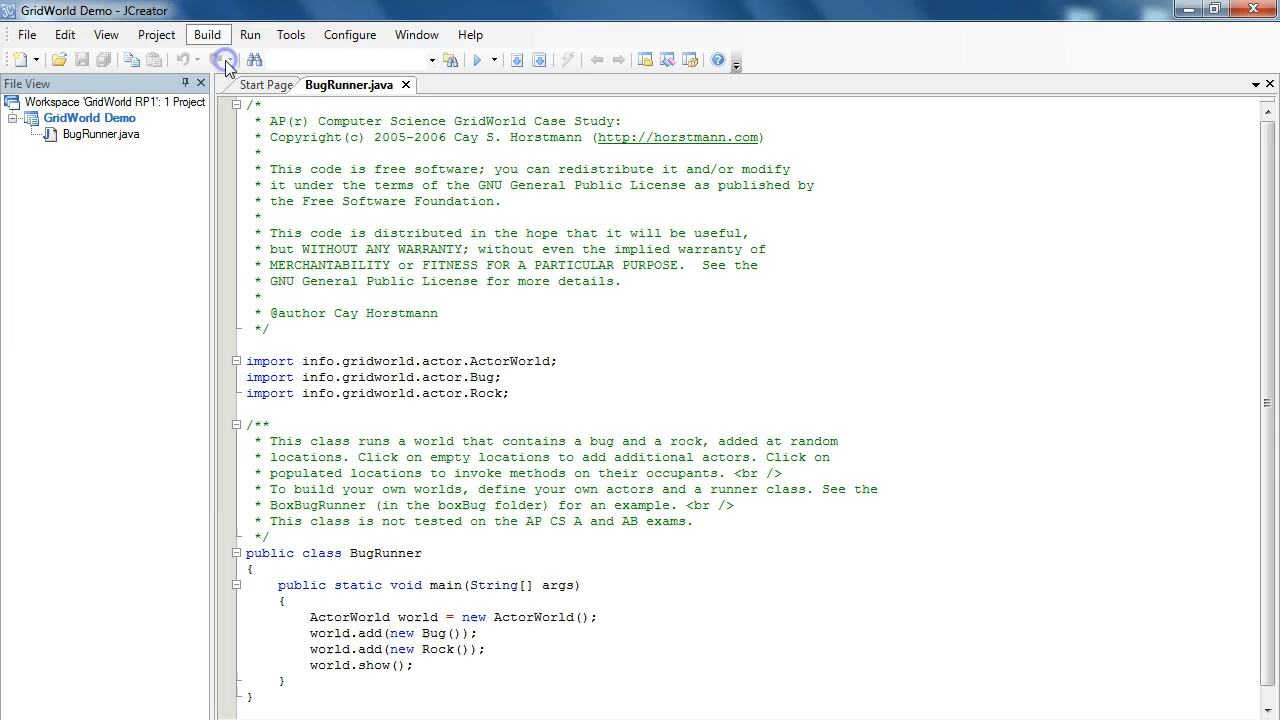 GridWorld Demo - JCreator
File Edit View Project Build Run Tools Configure Window Help
File View
Start Page BugRunner.java
Workspace 'GridWorld RP1': 1 Project
GridWorld Demo
BugRunner.java
/*
* AP(r) Computer Science GridWorld Case Study:
* Copyright(c) 2005-2006 Cay S. Horstmann (http://horstmann.com)
*
* This code is free software; you can redistribute it and/or modify
* it under the terms of the GNU General Public License as published by
* the Free Software Foundation.
*
* This code is distributed in the hope that it will be useful,
* but WITHOUT ANY WARRANTY; without even the implied warranty of
* MERCHANTABILITY or FITNESS FOR A PARTICULAR PURPOSE.  See the
* GNU General Public License for more details.
*
* @author Cay Horstmann
*/
import info.gridworld.actor.ActorWorld;
import info.gridworld.actor.Bug;
import info.gridworld.actor.Rock;
/**
* This class runs a world that contains a bug and a rock, added at random
* locations. Click on empty locations to add additional actors. Click on
* populated locations to invoke methods on their occupants. <br />
* To build your own worlds, define your own actors and a runner class. See the
* BoxBugRunner (in the boxBug folder) for an example. <br />
* This class is not tested on the AP CS A and AB exams.
*/
public class BugRunner
{
public static void main(String[] args)
{
ActorWorld world = new ActorWorld();
world.add(new Bug());
world.add(new Rock());
world.show();
}
}